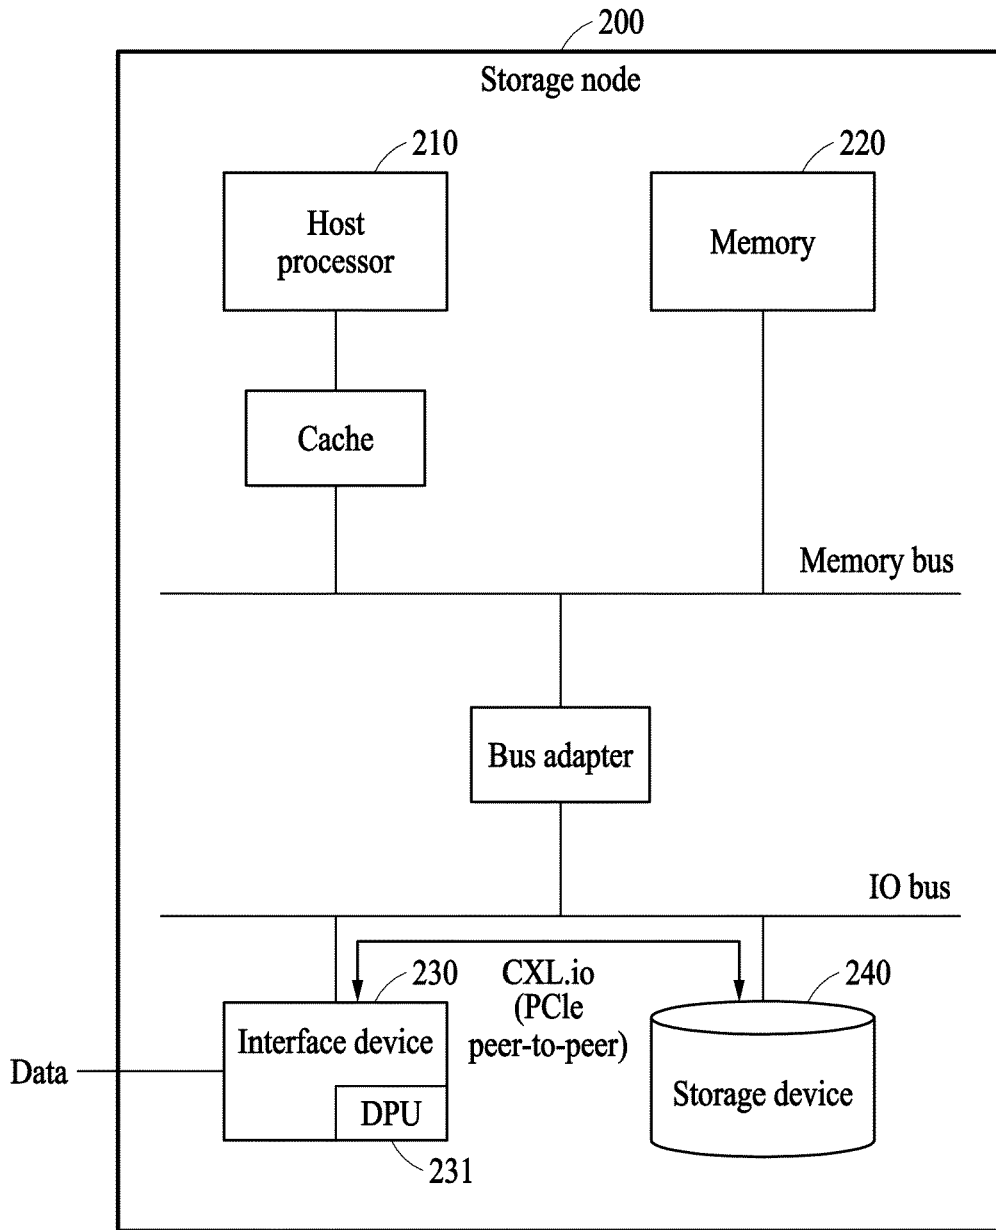 200
Storage node
210
220
Host
processor
Memory
Cache
Memory bus
Bus adapter
IO bus
230
CXL.io
(PCIe
peer-to-peer)
240
Interface device
Data
DPU
Storage device
231